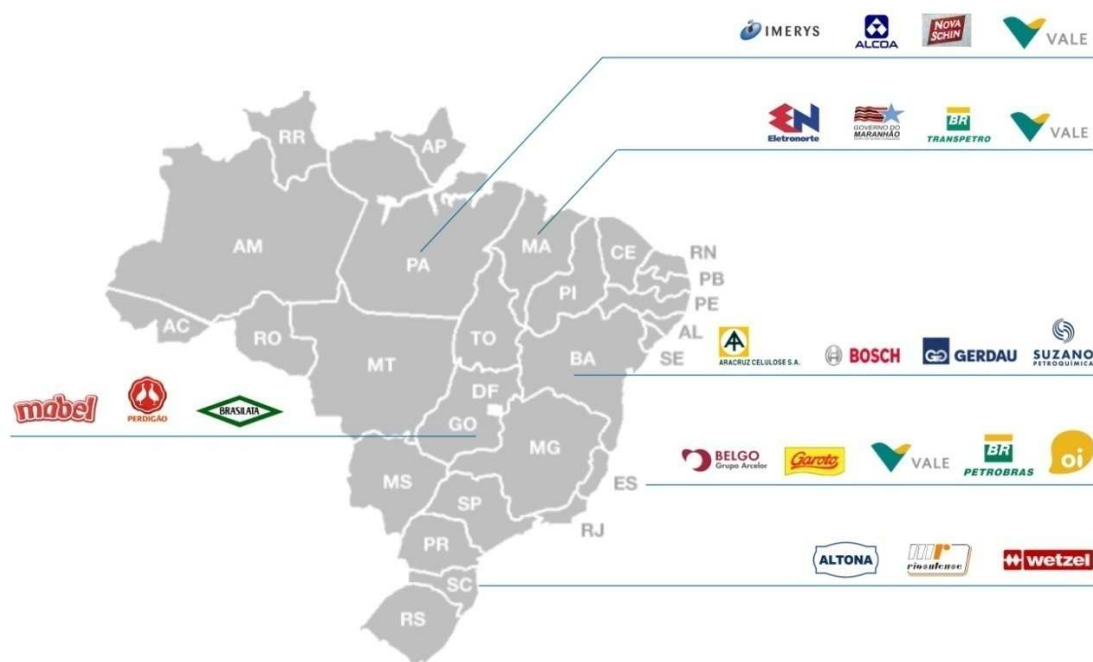 IMERYS
ALCOA
NOVA
SCHIN
VALE
Eletronorte
GOVERNO DO
MARANHÃO
BR
TRANSPETRO
VALE
RR
AP
AM
PA
MA
CE
RN
PI
PB
PE
AC
RO
TO
AL
MT
BA
SE
ARACRUZ CELULOSE S.A.
BOSCH
GERDAU
SUZANO
PETROQUÍMICA
DF
mabel
PERDIGÃO
BRASILATA
GO
MG
BELGO
Grupo Arcelor
Garoto
VALE
BR
PETROBRAS
oi
MS
ES
SP
RJ
PR
ALTONA
riosulense
wetzel
SC
RS